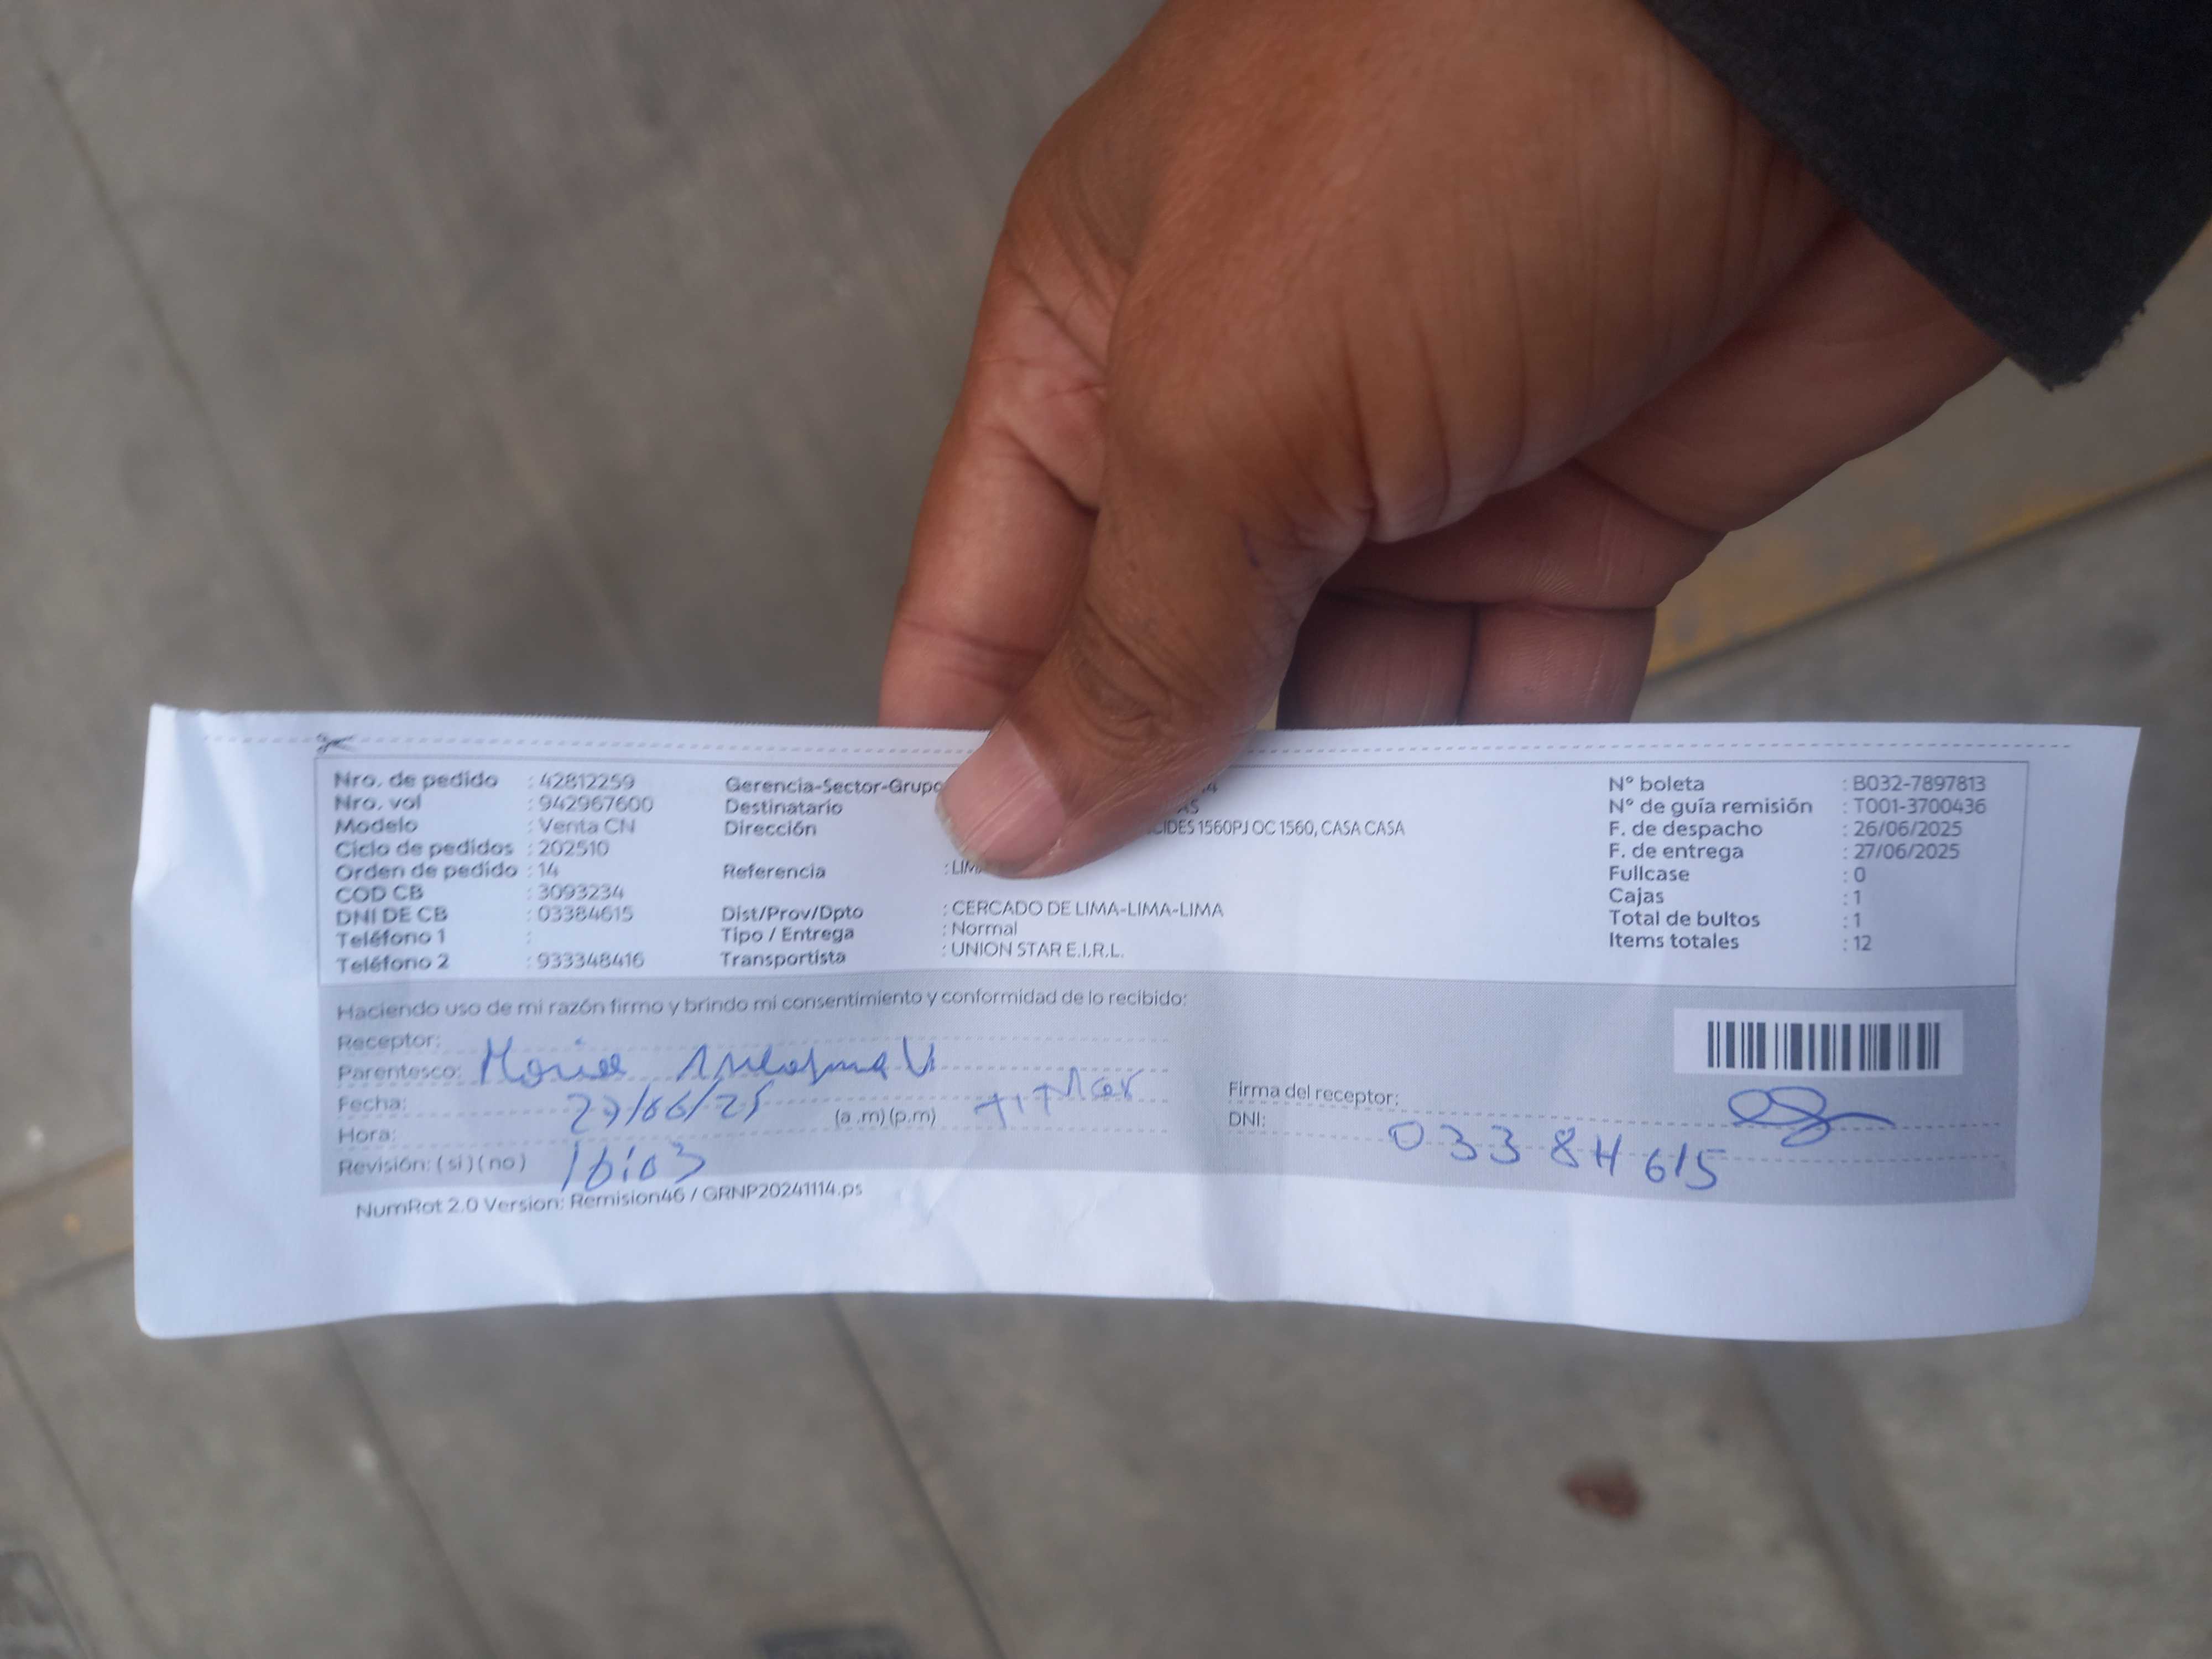 Nro. de pedido : 42812259
Nro. vol : 942967600
Modelo : Venta CN
Ciclo de pedidos : 202510
Orden de pedido : 14
COD CB : 3093234
DNI DE CB : 03384615
Teléfono 1 :
Teléfono 2 : 933348416
Gerencia-Sector-Grupo
Destinatario
Dirección CIDES 1560PJ OC 1560, CASA CASA
Referencia
Dist/Prov/Dpto : CERCADO DE LIMA-LIMA-LIMA
Tipo / Entrega : Normal
Transportista : UNION STAR E.I.R.L.
N° boleta : B032-7897813
N° de guía remisión : T001-3700436
F. de despacho : 26/06/2025
F. de entrega : 27/06/2025
Fullcase : 0
Cajas : 1
Total de bultos : 1
Items totales : 12
Haciendo uso de mi razón firmo y brindo mi consentimiento y conformidad de lo recibido:
Receptor:
Parentesco:
Fecha: 27/06/25
Hora: (a .m) (p.m)
Revisión: ( si ) ( no )
Firma del receptor:
DNI: 03384615
NumRot 2.0 Version: Remision46 / GRNP20241114.ps